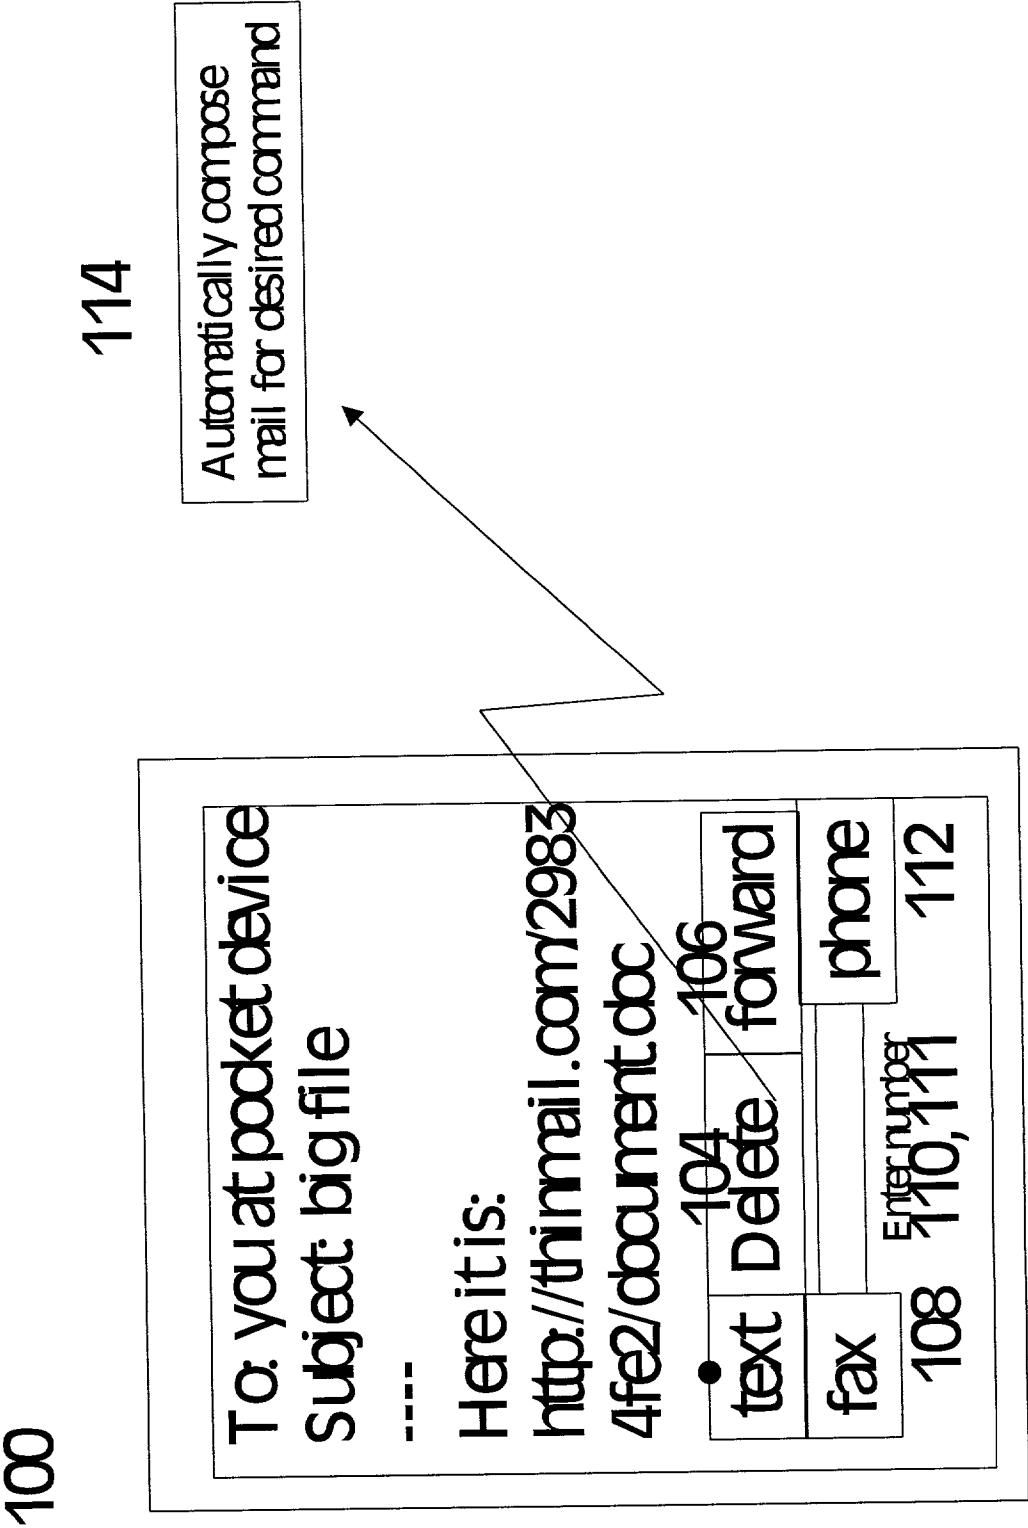 100
114
Automatically compose
mail for desired command
To: you at pocket device
Subject: big file
----
Here it is:
http://thinmail.com/2983
4fe2/document.doc
104
106
text
Delete
forward
fax
phone
Enter number
108
110,111
112